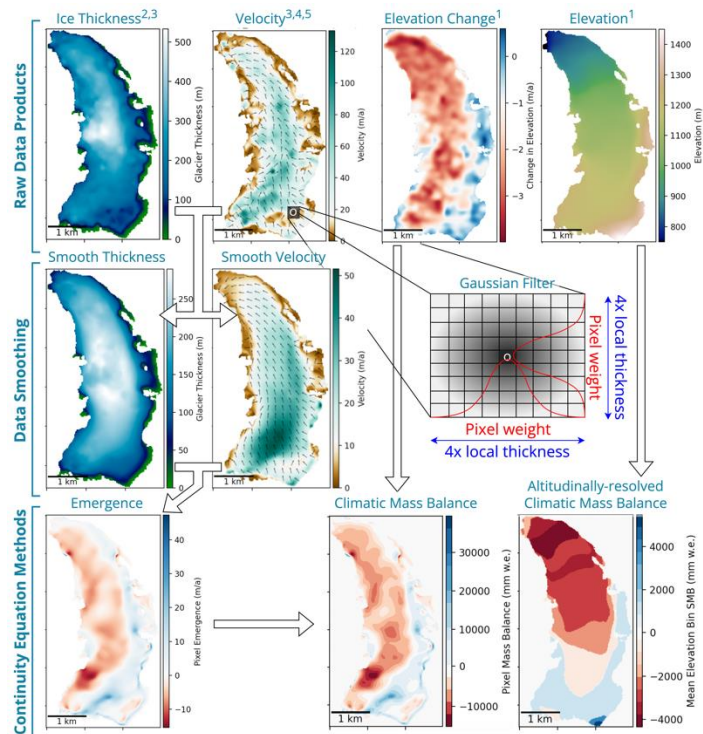 Raw Data Products
Ice Thickness2,3
500
400
300
200
100
0
Glacier Thickness (m)
1 km
Velocity3,4,5
120
100
80
60
40
20
0
Velocity (m/a)
1 km
Elevation Change1
0
−1
−2
−3
Change in Elevation (m/a)
1 km
Elevation1
1400
1300
1200
1100
1000
900
800
Elevation (m)
1 km
Data Smoothing
Smooth Thickness
250
200
150
100
50
0
Glacier Thickness (m)
1 km
Smooth Velocity
50
40
30
20
10
0
Velocity (m/a)
1 km
Gaussian Filter
Pixel weight
4x local thickness
Pixel weight
4x local thickness
Continuity Equation Methods
Emergence
40
30
20
10
0
−10
Pixel Emergence (m/a)
1 km
Climatic Mass Balance
30000
20000
10000
0
−10000
Pixel Mass Balance (mm w.e.)
1 km
Altitudinally-resolved
Climatic Mass Balance
4000
2000
0
−2000
−4000
Mean Elevation Bin SMB (mm w.e.)
1 km